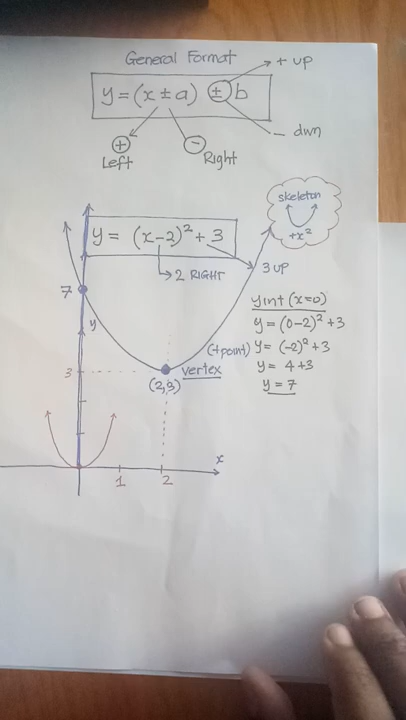 General Format
+ UP
y = (x ± a) ± b
- dwn
+
Left
-
Right
skeleton
+x²
y = (x-2)² + 3
2 RIGHT
3 UP
7
y
yint (x=0)
y = (0-2)² +3
(tpoint) y= (-2)² +3
y = 4+3
y = 7
3
vertex
(2,3)
x
1
2